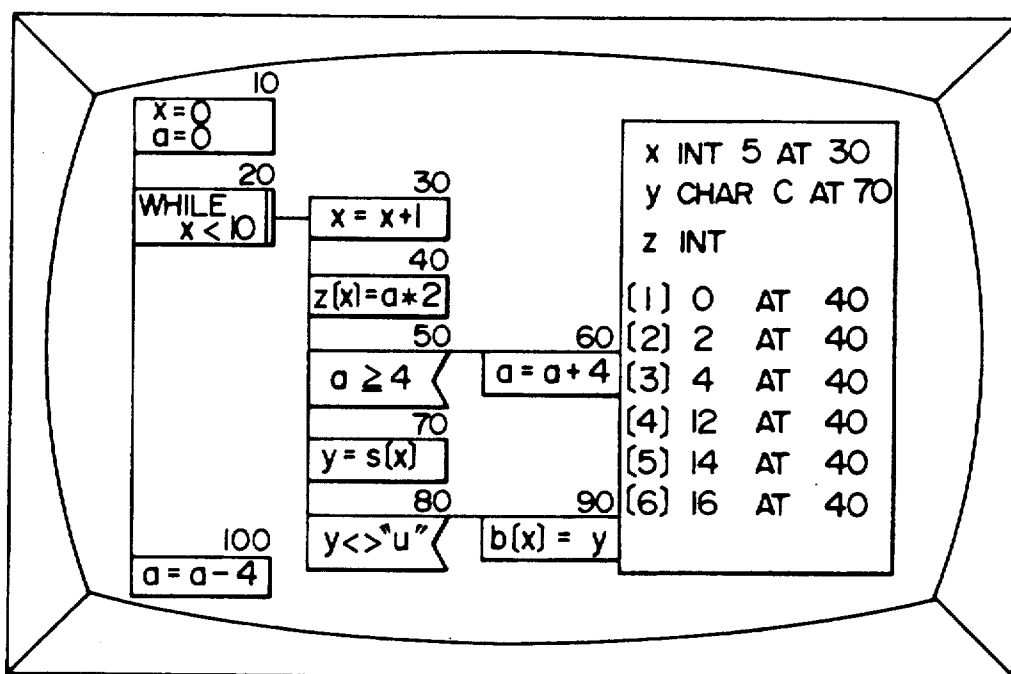 10
x = 0
a = 0
20
WHILE
x < 10
30
x = x+1
40
z(x)=a*2
50
a ≥ 4
60
a = a+4
70
y = s(x)
80
y<>"u"
90
b(x) = y
100
a = a-4
x INT 5 AT 30
y CHAR C AT 70
z INT
(1) 0 AT 40
(2) 2 AT 40
(3) 4 AT 40
(4) 12 AT 40
(5) 14 AT 40
(6) 16 AT 40